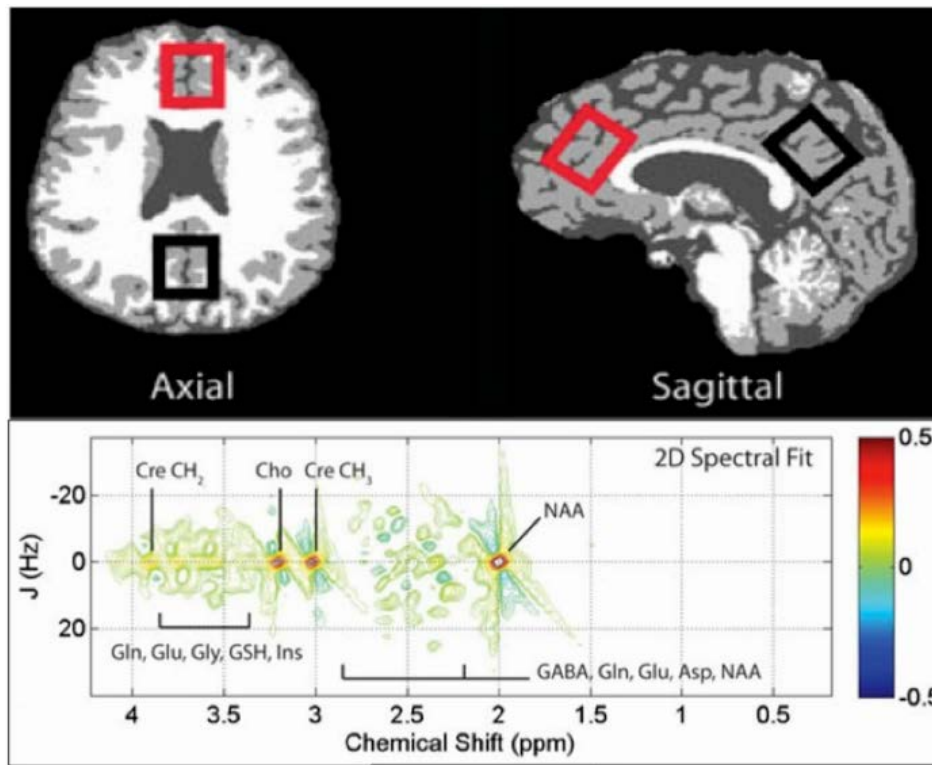 Axial
Sagittal
2D Spectral Fit
Cre CH₂
Cho
Cre CH₃
NAA
Gln, Glu, Gly, GSH, Ins
GABA, Gln, Glu, Asp, NAA
J (Hz)
-20
0
20
4
3.5
3
2.5
2
1.5
1
0.5
Chemical Shift (ppm)
0.5
0
-0.5